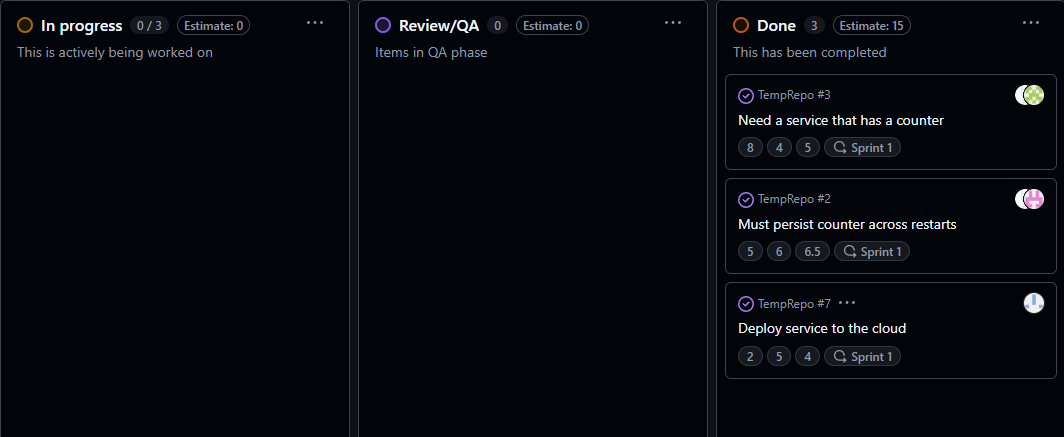 In progress 0 / 3 Estimate: 0
This is actively being worked on
Review/QA 0 Estimate: 0
Items in QA phase
Done 3 Estimate: 15
This has been completed
TempRepo #3
Need a service that has a counter
8 4 5 Sprint 1
TempRepo #2
Must persist counter across restarts
5 6 6.5 Sprint 1
TempRepo #7
Deploy service to the cloud
2 5 4 Sprint 1